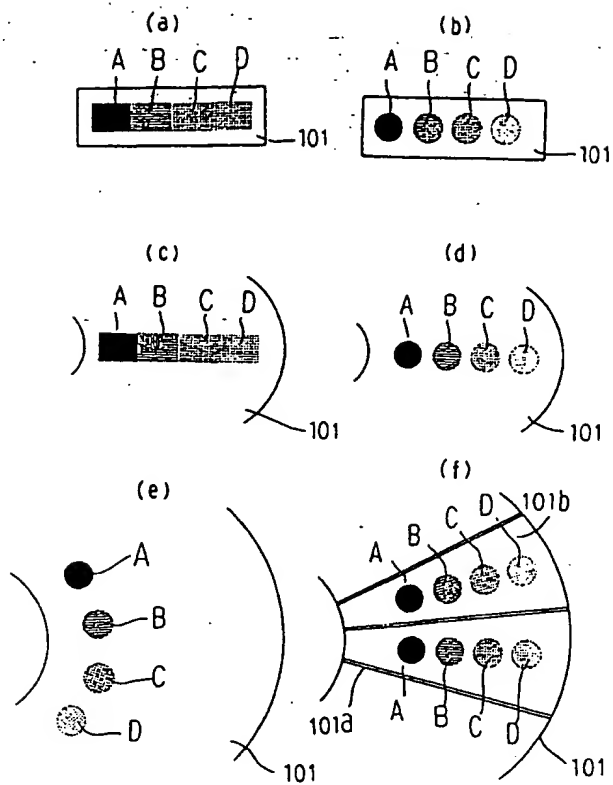 (a)
A B C D
101
(b)
A B C D
101
(c)
A B C D
101
(d)
A B C D
101
(e)
A
B
C
D
101
(f)
A B C D 101b
A B C D
101a
101